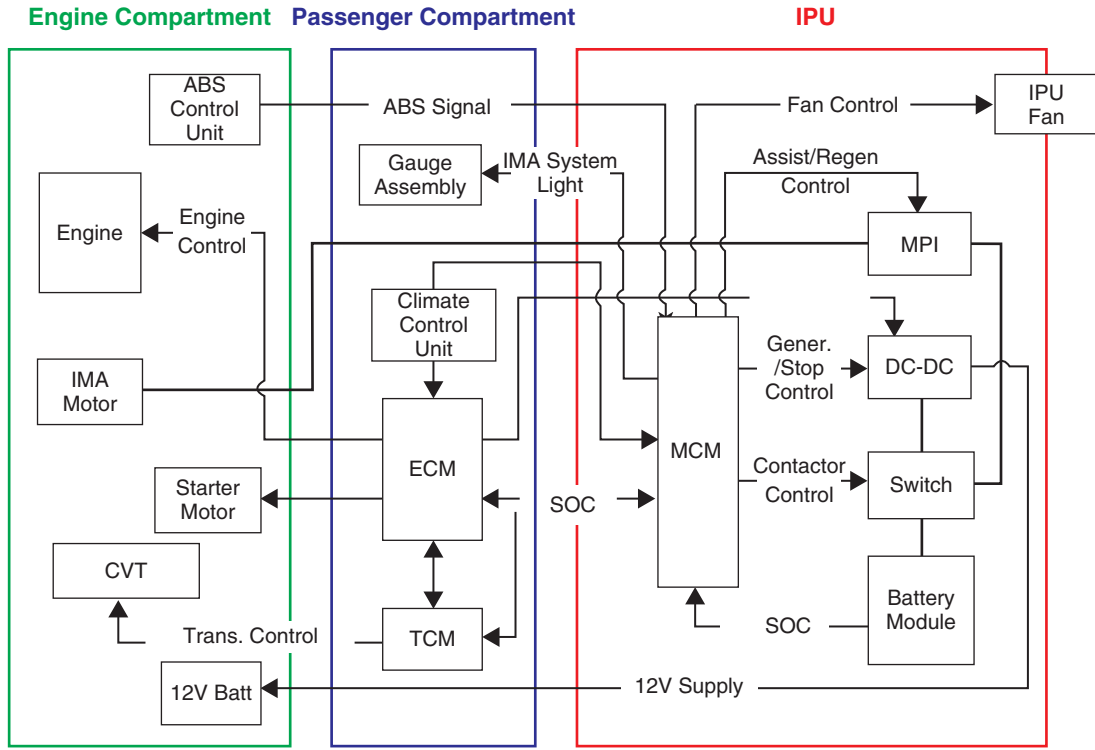 Engine Compartment
Passenger Compartment
IPU
ABS
Control
Unit
ABS Signal
Fan Control
IPU
Fan
Gauge
Assembly
IMA System
Light
Assist/Regen
Control
Engine
Engine
Control
MPI
Climate
Control
Unit
IMA
Motor
Gener.
/Stop
Control
DC-DC
ECM
MCM
Starter
Motor
SOC
Contactor
Control
Switch
CVT
Battery
Module
Trans. Control
TCM
SOC
12V Batt
12V Supply